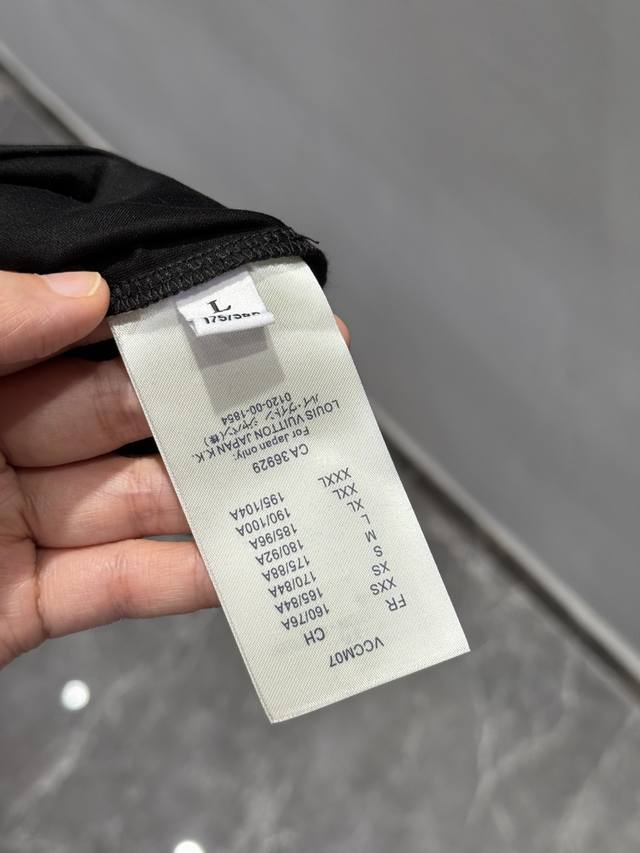 L
VCCM07
FR CH
XXS 160/76A
XS 165/84A
S 170/84A
M 175/88A
L 180/92A
XL 185/96A
XXL 190/100A
XXXL 195/104A
CA 36929
For Japan only:
LOUIS VUITTON JAPAN K.K.
ルイ・ヴィトン ジャパン(株)
0120-00-1854